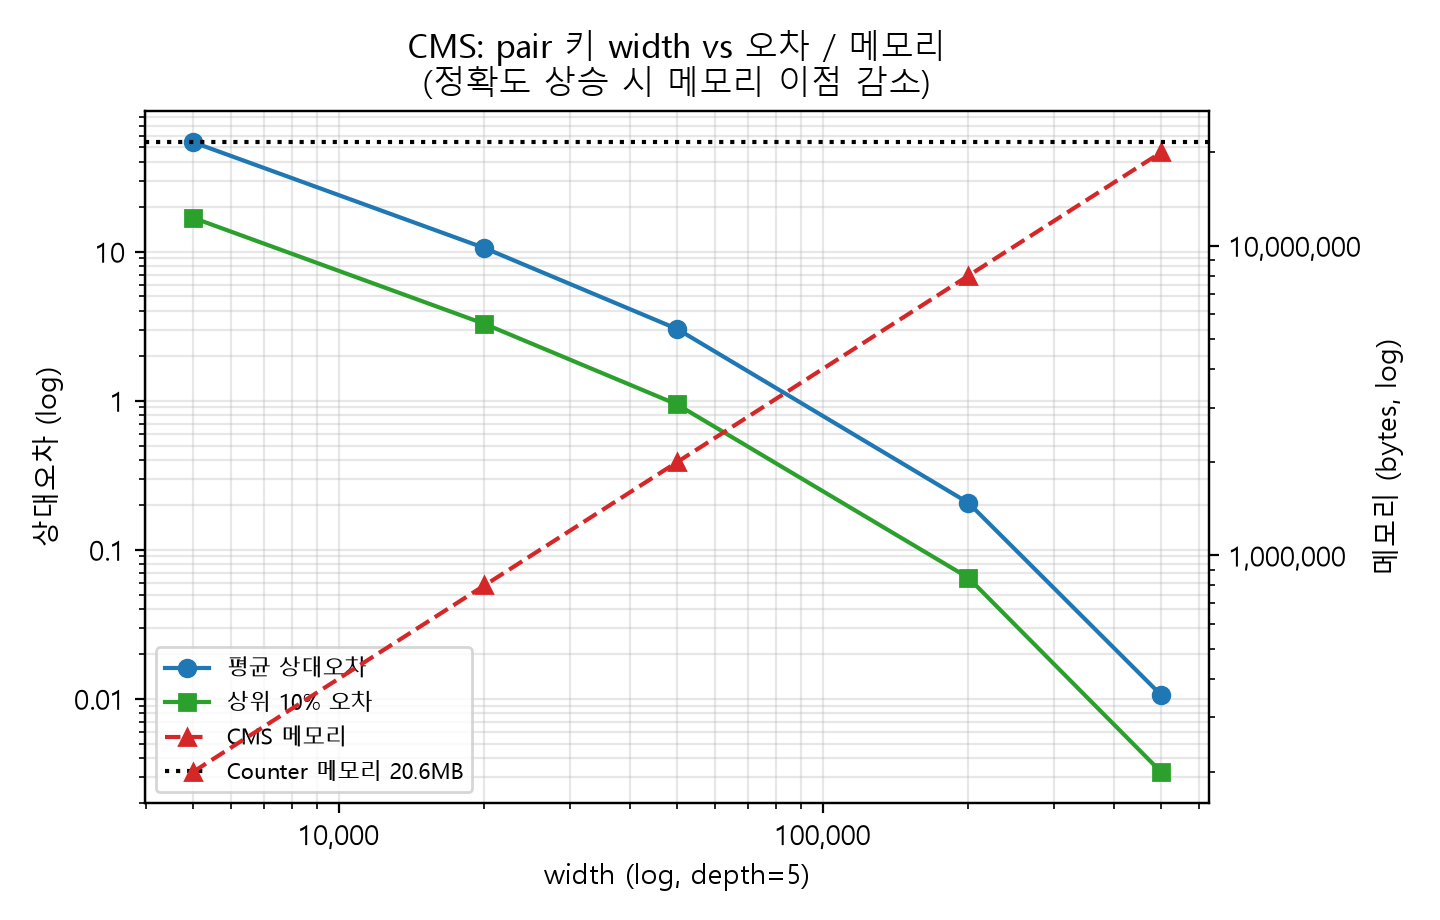 CMS: pair 키 width vs 오차 / 메모리
(정확도 상승 시 메모리 이점 감소)
상대오차 (log)
10
1
0.1
0.01
10,000,000
1,000,000
메모리 (bytes, log)
평균 상대오차
상위 10% 오차
CMS 메모리
Counter 메모리 20.6MB
10,000
100,000
width (log, depth=5)